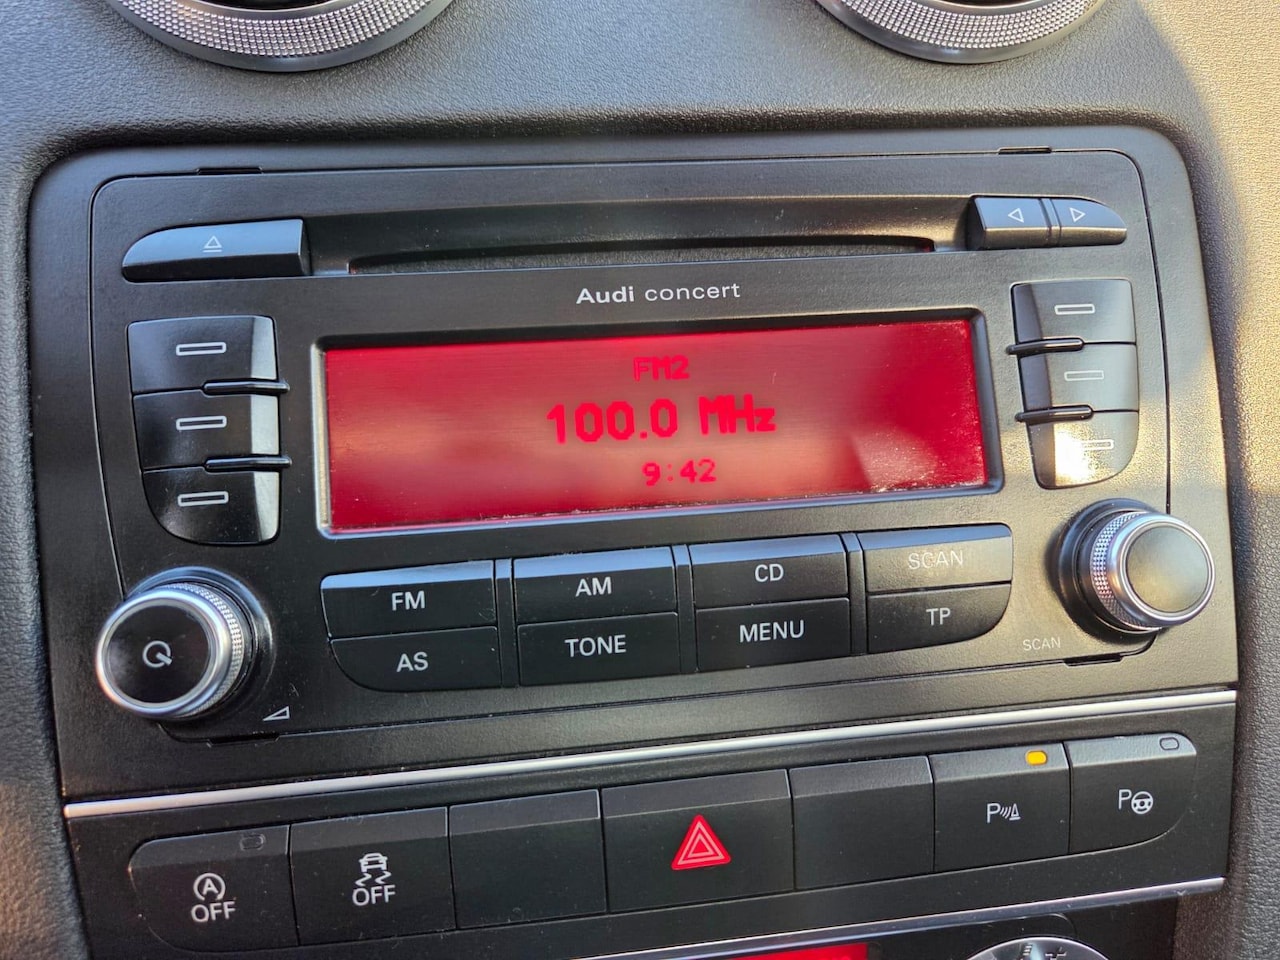 Audi concert
FM2
100.0 MHz
9:42
FM
AM
CD
SCAN
AS
TONE
MENU
TP
SCAN
A
OFF
OFF
P
P